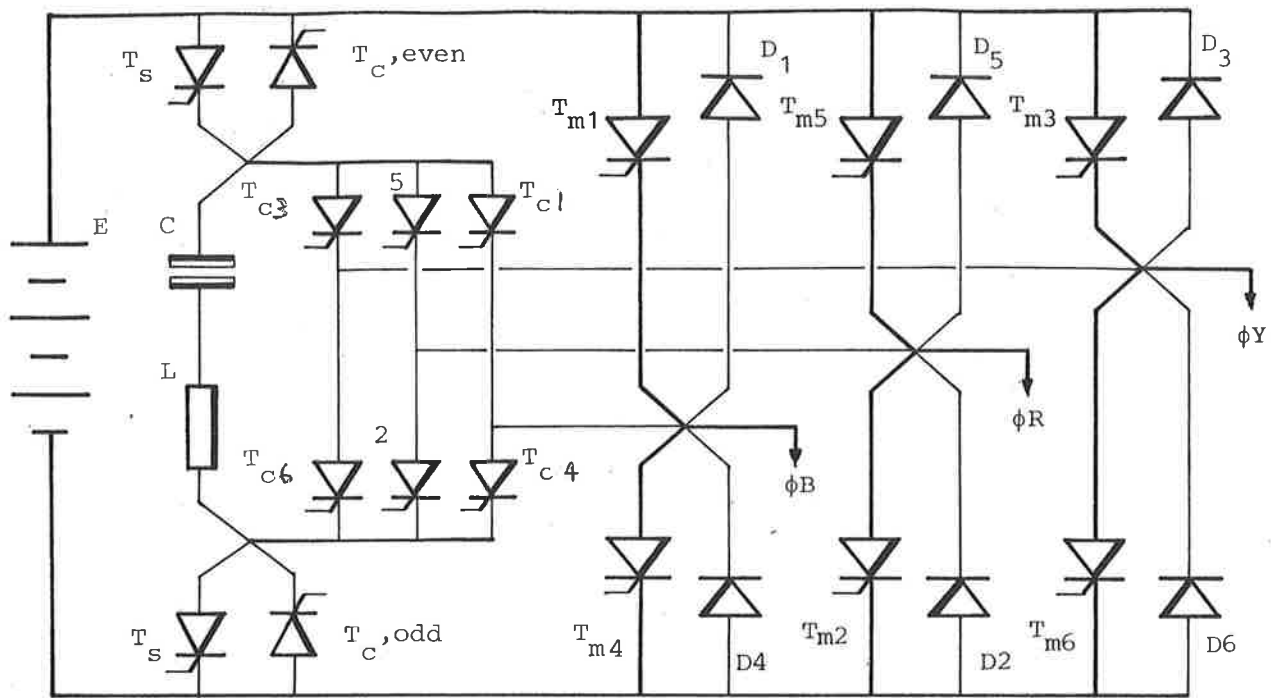 D1
D5
D3
Ts
Tc,even
Tm1
Tm5
Tm3
Tc3
5
Tc1
E
C
ϕY
L
ϕR
2
Tc6
Tc4
ϕB
Ts
Tc,odd
Tm4
D4
Tm2
D2
Tm6
D6